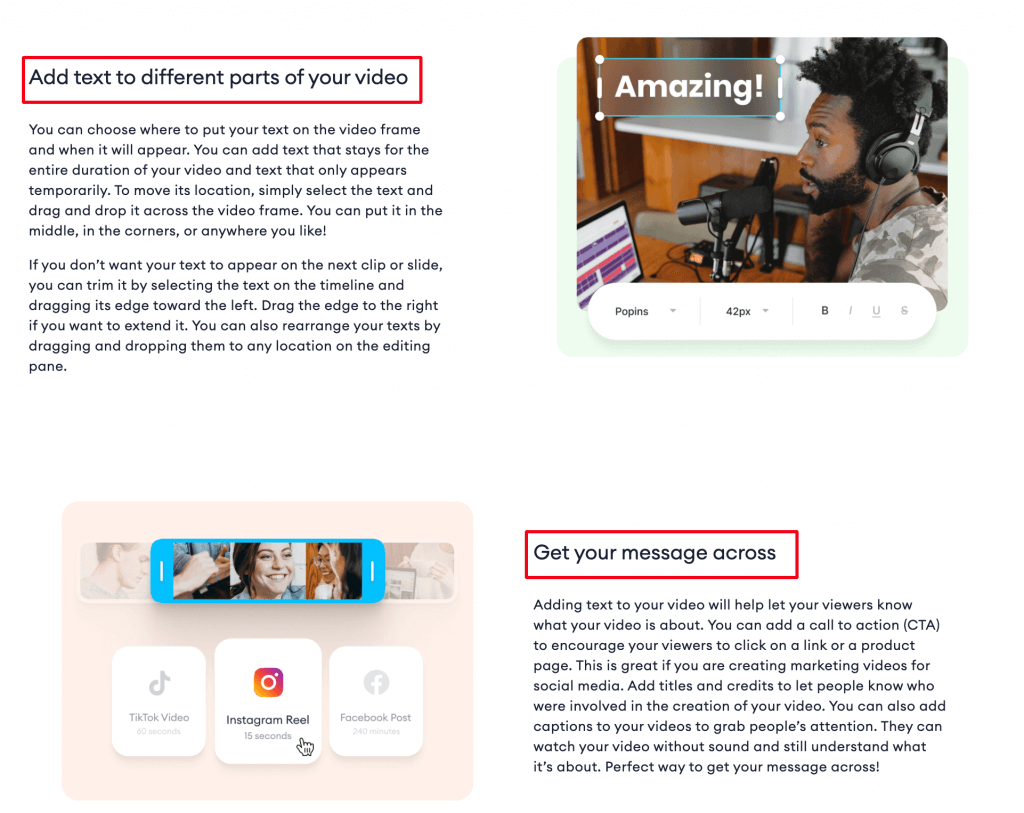 Add text to different parts of your video
You can choose where to put your text on the video frame
and when it will appear. You can add text that stays for the
entire duration of your video and text that only appears
temporarily. To move its location, simply select the text and
drag and drop it across the video frame. You can put it in the
middle, in the corners, or anywhere you like!
If you don’t want your text to appear on the next clip or slide,
you can trim it by selecting the text on the timeline and
dragging its edge toward the left. Drag the edge to the right
if you want to extend it. You can also rearrange your texts by
dragging and dropping them to any location on the editing
pane.
Amazing!
Popins 42px B I U S
TikTok Video
60 seconds
Instagram Reel
15 seconds
Facebook Post
240 minutes
Get your message across
Adding text to your video will help let your viewers know
what your video is about. You can add a call to action (CTA)
to encourage your viewers to click on a link or a product
page. This is great if you are creating marketing videos for
social media. Add titles and credits to let people know who
were involved in the creation of your video. You can also add
captions to your videos to grab people’s attention. They can
watch your video without sound and still understand what
it’s about. Perfect way to get your message across!